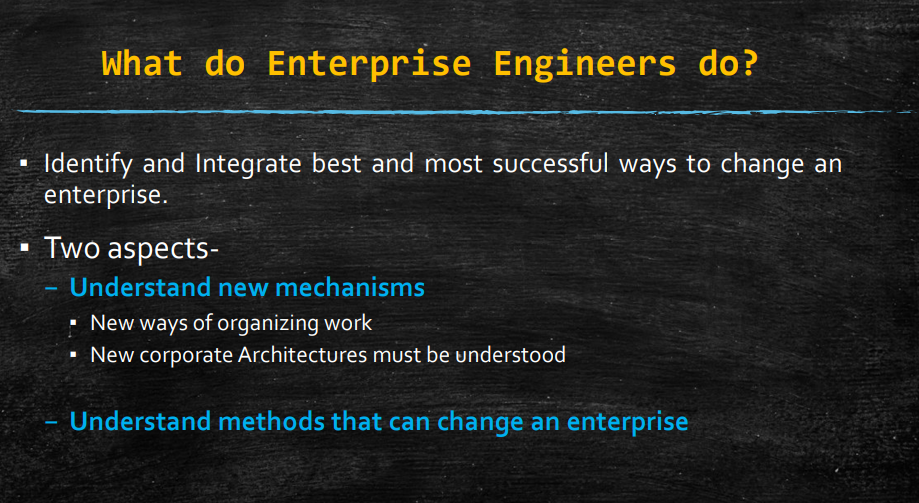 What do Enterprise Engineers do?
▪ Identify and Integrate best and most successful ways to change an
enterprise.
▪ Two aspects-
– Understand new mechanisms
▪ New ways of organizing work
▪ New corporate Architectures must be understood
– Understand methods that can change an enterprise